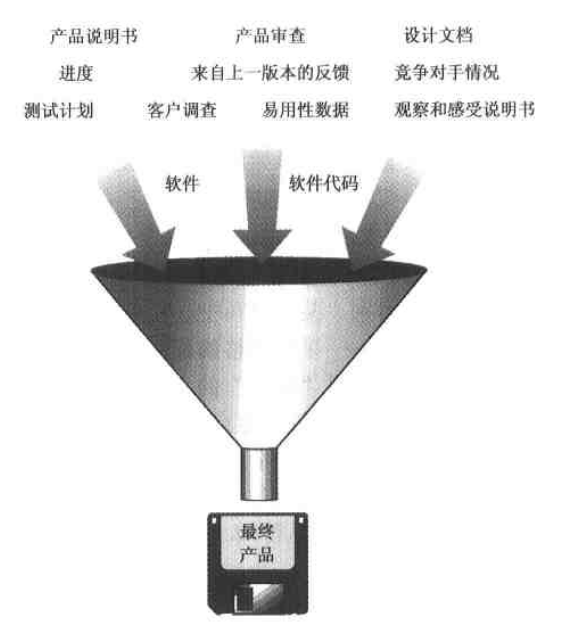 产品说明书 产品审查 设计文档
进度 来自上一版本的反馈 竞争对手情况
测试计划 客户调查 易用性数据 观察和感受说明书
软件 软件代码
最终
产品